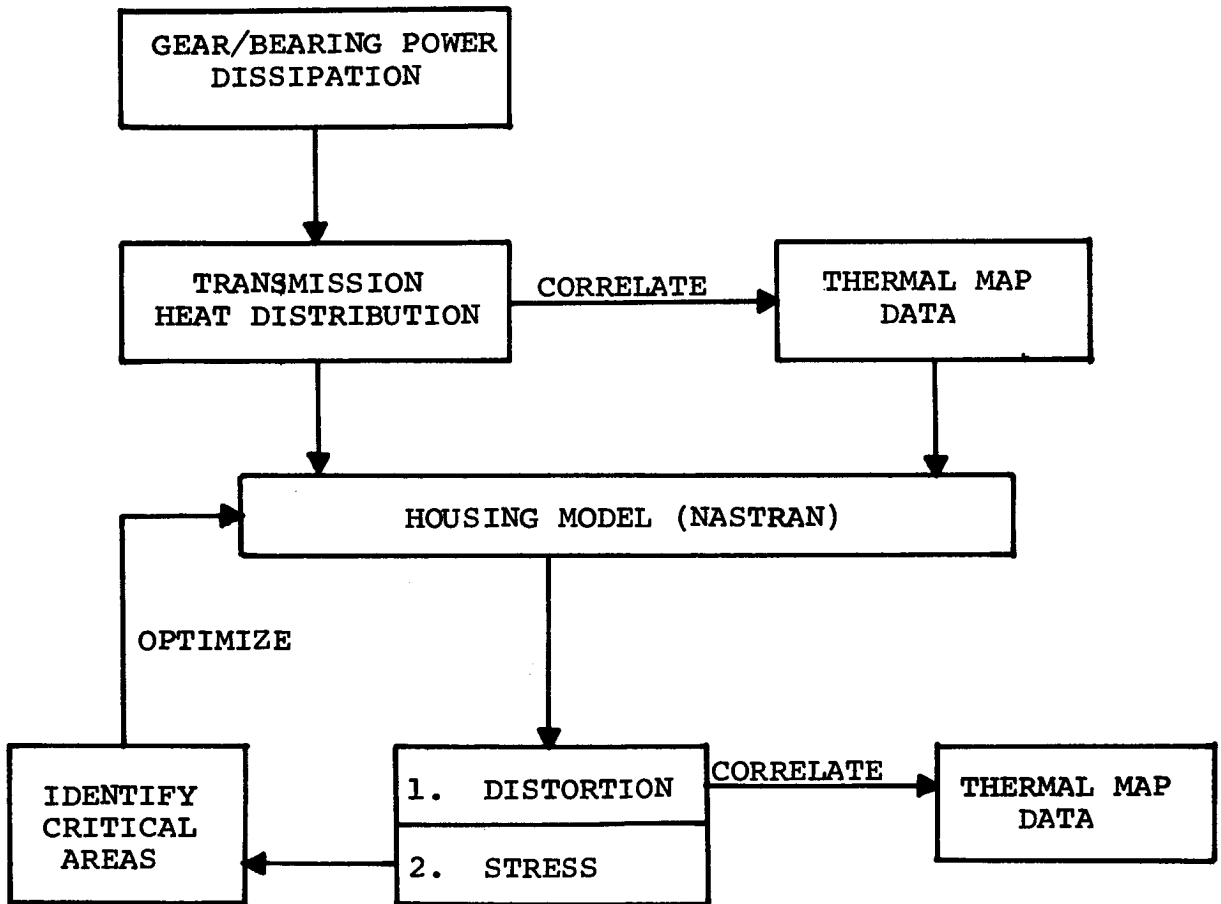 GEAR/BEARING POWER
DISSIPATION
TRANSMISSION
HEAT DISTRIBUTION
CORRELATE
THERMAL MAP
DATA
HOUSING MODEL (NASTRAN)
OPTIMIZE
IDENTIFY
CRITICAL
AREAS
1. DISTORTION
2. STRESS
CORRELATE
THERMAL MAP
DATA